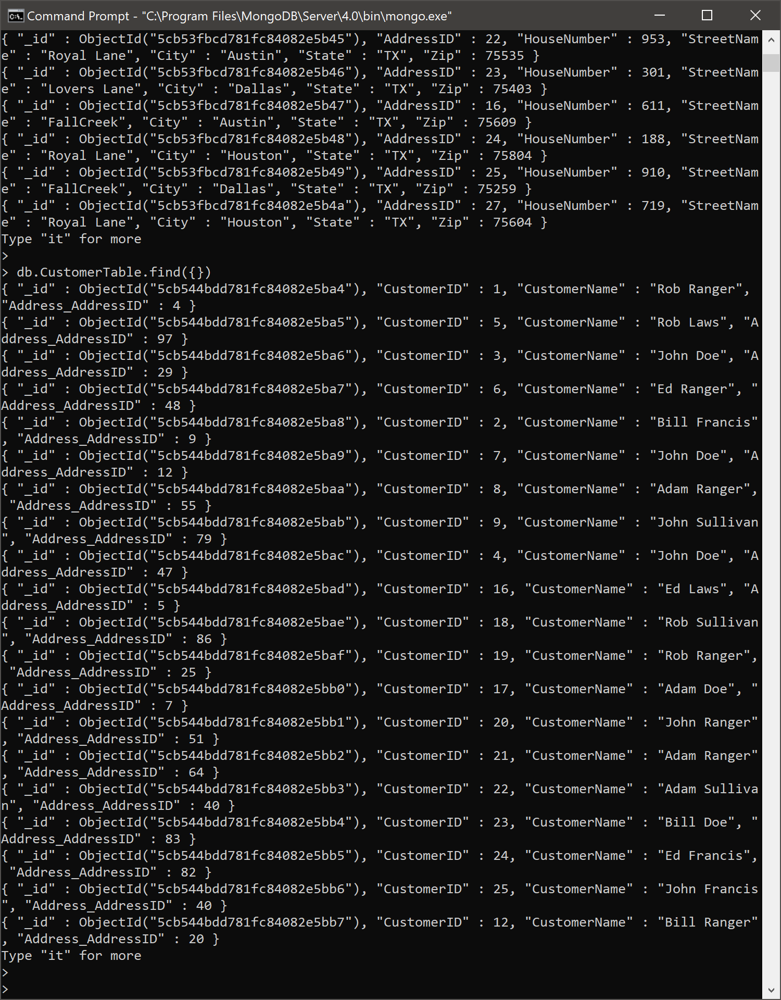 Command Prompt - "C:\Program Files\MongoDB\Server\4.0\bin\mongo.exe"
{ "_id" : ObjectId("5cb53fbcd781fc84082e5b45"), "AddressID" : 22, "HouseNumber" : 953, "StreetNam
e" : "Royal Lane", "City" : "Austin", "State" : "TX", "Zip" : 75535 }
{ "_id" : ObjectId("5cb53fbcd781fc84082e5b46"), "AddressID" : 23, "HouseNumber" : 301, "StreetNam
e" : "Lovers Lane", "City" : "Dallas", "State" : "TX", "Zip" : 75403 }
{ "_id" : ObjectId("5cb53fbcd781fc84082e5b47"), "AddressID" : 16, "HouseNumber" : 611, "StreetNam
e" : "FallCreek", "City" : "Austin", "State" : "TX", "Zip" : 75609 }
{ "_id" : ObjectId("5cb53fbcd781fc84082e5b48"), "AddressID" : 24, "HouseNumber" : 188, "StreetNam
e" : "Royal Lane", "City" : "Houston", "State" : "TX", "Zip" : 75804 }
{ "_id" : ObjectId("5cb53fbcd781fc84082e5b49"), "AddressID" : 25, "HouseNumber" : 910, "StreetNam
e" : "FallCreek", "City" : "Dallas", "State" : "TX", "Zip" : 75259 }
{ "_id" : ObjectId("5cb53fbcd781fc84082e5b4a"), "AddressID" : 27, "HouseNumber" : 719, "StreetNam
e" : "Royal Lane", "City" : "Houston", "State" : "TX", "Zip" : 75604 }
Type "it" for more
>
> db.CustomerTable.find({})
{ "_id" : ObjectId("5cb544bdd781fc84082e5ba4"), "CustomerID" : 1, "CustomerName" : "Rob Ranger",
"Address_AddressID" : 4 }
{ "_id" : ObjectId("5cb544bdd781fc84082e5ba5"), "CustomerID" : 5, "CustomerName" : "Rob Laws", "A
ddress_AddressID" : 97 }
{ "_id" : ObjectId("5cb544bdd781fc84082e5ba6"), "CustomerID" : 3, "CustomerName" : "John Doe", "A
ddress_AddressID" : 29 }
{ "_id" : ObjectId("5cb544bdd781fc84082e5ba7"), "CustomerID" : 6, "CustomerName" : "Ed Ranger", "
Address_AddressID" : 48 }
{ "_id" : ObjectId("5cb544bdd781fc84082e5ba8"), "CustomerID" : 2, "CustomerName" : "Bill Francis"
, "Address_AddressID" : 9 }
{ "_id" : ObjectId("5cb544bdd781fc84082e5ba9"), "CustomerID" : 7, "CustomerName" : "John Doe", "A
ddress_AddressID" : 12 }
{ "_id" : ObjectId("5cb544bdd781fc84082e5baa"), "CustomerID" : 8, "CustomerName" : "Adam Ranger",
 "Address_AddressID" : 55 }
{ "_id" : ObjectId("5cb544bdd781fc84082e5bab"), "CustomerID" : 9, "CustomerName" : "John Sullivan
", "Address_AddressID" : 79 }
{ "_id" : ObjectId("5cb544bdd781fc84082e5bac"), "CustomerID" : 4, "CustomerName" : "John Doe", "A
ddress_AddressID" : 47 }
{ "_id" : ObjectId("5cb544bdd781fc84082e5bad"), "CustomerID" : 16, "CustomerName" : "Ed Laws", "A
ddress_AddressID" : 5 }
{ "_id" : ObjectId("5cb544bdd781fc84082e5bae"), "CustomerID" : 18, "CustomerName" : "Rob Sullivan
", "Address_AddressID" : 86 }
{ "_id" : ObjectId("5cb544bdd781fc84082e5baf"), "CustomerID" : 19, "CustomerName" : "Rob Ranger",
 "Address_AddressID" : 25 }
{ "_id" : ObjectId("5cb544bdd781fc84082e5bb0"), "CustomerID" : 17, "CustomerName" : "Adam Doe", "
Address_AddressID" : 7 }
{ "_id" : ObjectId("5cb544bdd781fc84082e5bb1"), "CustomerID" : 20, "CustomerName" : "John Ranger"
, "Address_AddressID" : 51 }
{ "_id" : ObjectId("5cb544bdd781fc84082e5bb2"), "CustomerID" : 21, "CustomerName" : "Adam Ranger"
, "Address_AddressID" : 64 }
{ "_id" : ObjectId("5cb544bdd781fc84082e5bb3"), "CustomerID" : 22, "CustomerName" : "Adam Sulliva
n", "Address_AddressID" : 40 }
{ "_id" : ObjectId("5cb544bdd781fc84082e5bb4"), "CustomerID" : 23, "CustomerName" : "Bill Doe", "
Address_AddressID" : 83 }
{ "_id" : ObjectId("5cb544bdd781fc84082e5bb5"), "CustomerID" : 24, "CustomerName" : "Ed Francis",
 "Address_AddressID" : 82 }
{ "_id" : ObjectId("5cb544bdd781fc84082e5bb6"), "CustomerID" : 25, "CustomerName" : "John Francis
", "Address_AddressID" : 40 }
{ "_id" : ObjectId("5cb544bdd781fc84082e5bb7"), "CustomerID" : 12, "CustomerName" : "Bill Ranger"
, "Address_AddressID" : 20 }
Type "it" for more
>
>